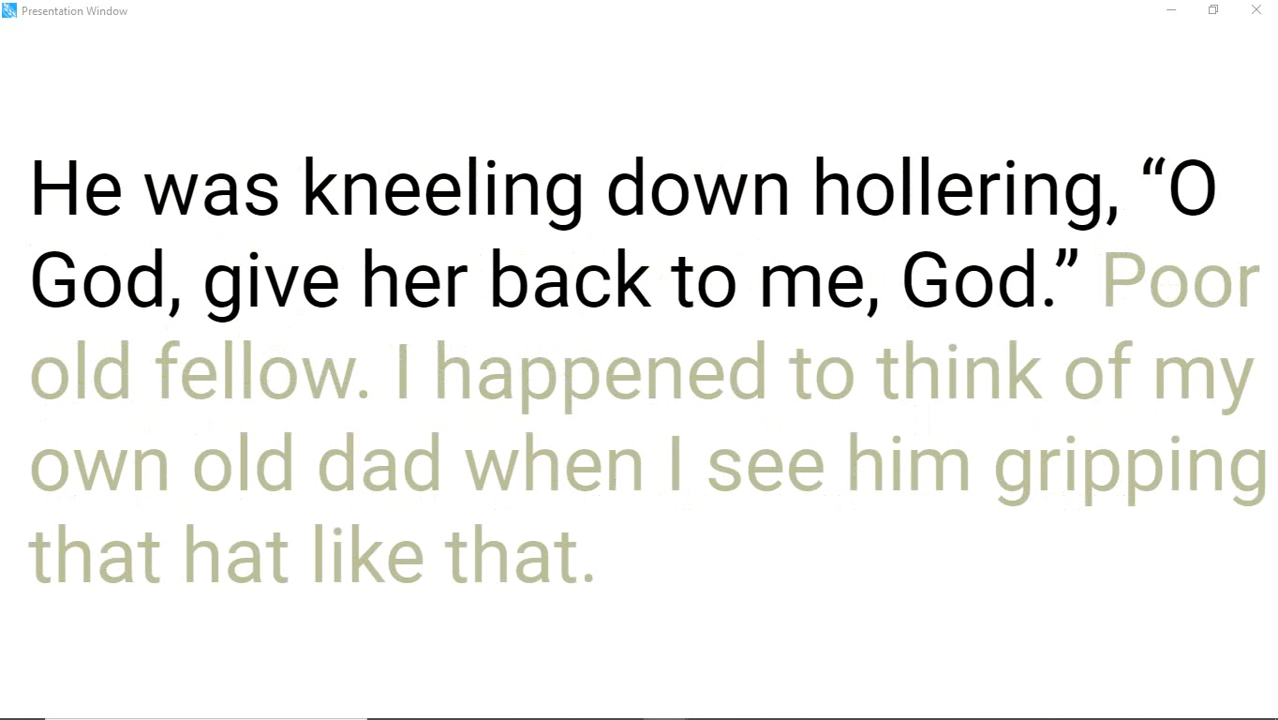 Presentation Window
He was kneeling down hollering, “O
God, give her back to me, God.” Poor
old fellow. I happened to think of my
own old dad when I see him gripping
that hat like that.